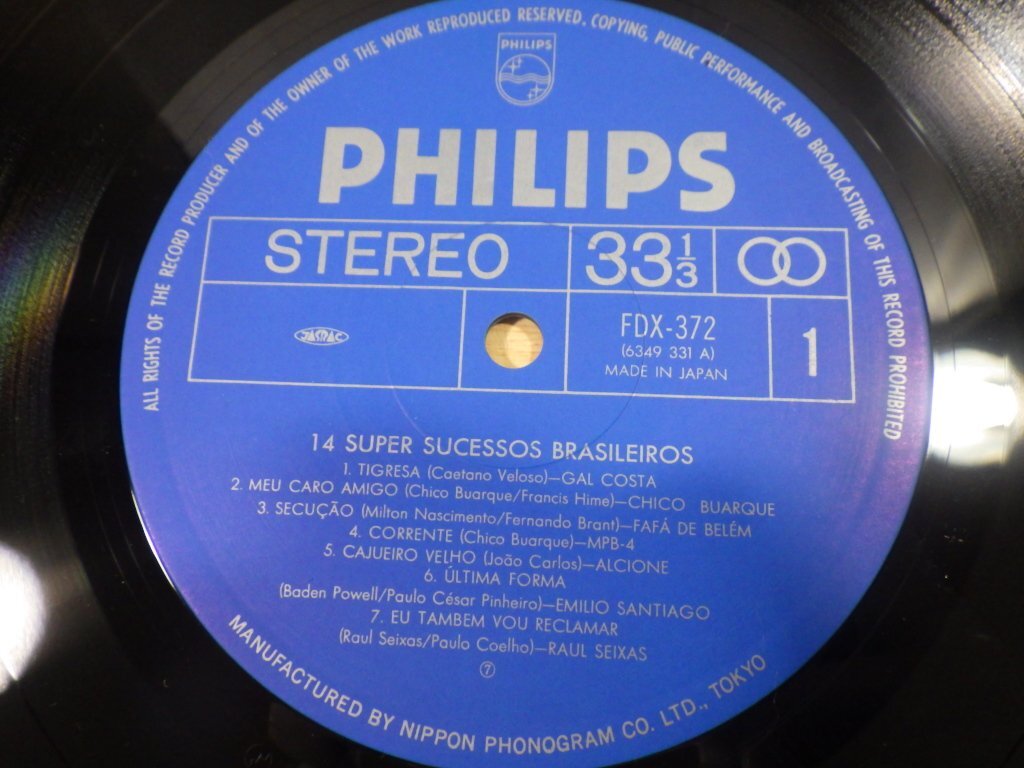 ALL RIGHTS OF THE RECORD PRODUCER AND OF THE OWNER OF THE WORK REPRODUCED RESERVED. COPYING, PUBLIC PERFORMANCE AND BROADCASTING OF THIS RECORD PROHIBITED
PHILIPS
PHILIPS
STEREO
33 1/3
JASRAC
FDX-372
(6349 331 A)
MADE IN JAPAN
1
14 SUPER SUCESSOS BRASILEIROS
1. TIGRESA (Caetano Veloso)—GAL COSTA
2. MEU CARO AMIGO (Chico Buarque/Francis Hime)—CHICO BUARQUE
3. SECUÇÃO (Milton Nascimento/Fernando Brant)—FAFÁ DE BELÉM
4. CORRENTE (Chico Buarque)—MPB-4
5. CAJUEIRO VELHO (João Carlos)—ALCIONE
6. ÚLTIMA FORMA
(Baden Powell/Paulo César Pinheiro)—EMILIO SANTIAGO
7. EU TAMBEM VOU RECLAMAR
(Raul Seixas/Paulo Coelho)—RAUL SEIXAS
⑦
MANUFACTURED BY NIPPON PHONOGRAM CO. LTD., TOKYO